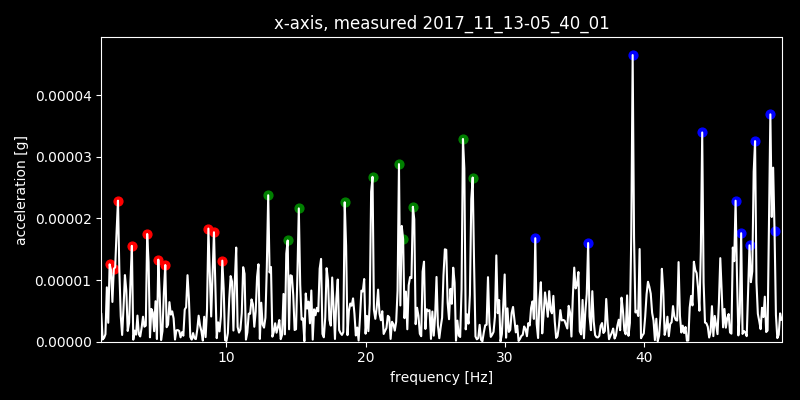 x-axis, measured 2017_11_13-05_40_01
acceleration [g]
0.00004
0.00003
0.00002
0.00001
0.00000
10 20 30 40
frequency [Hz]